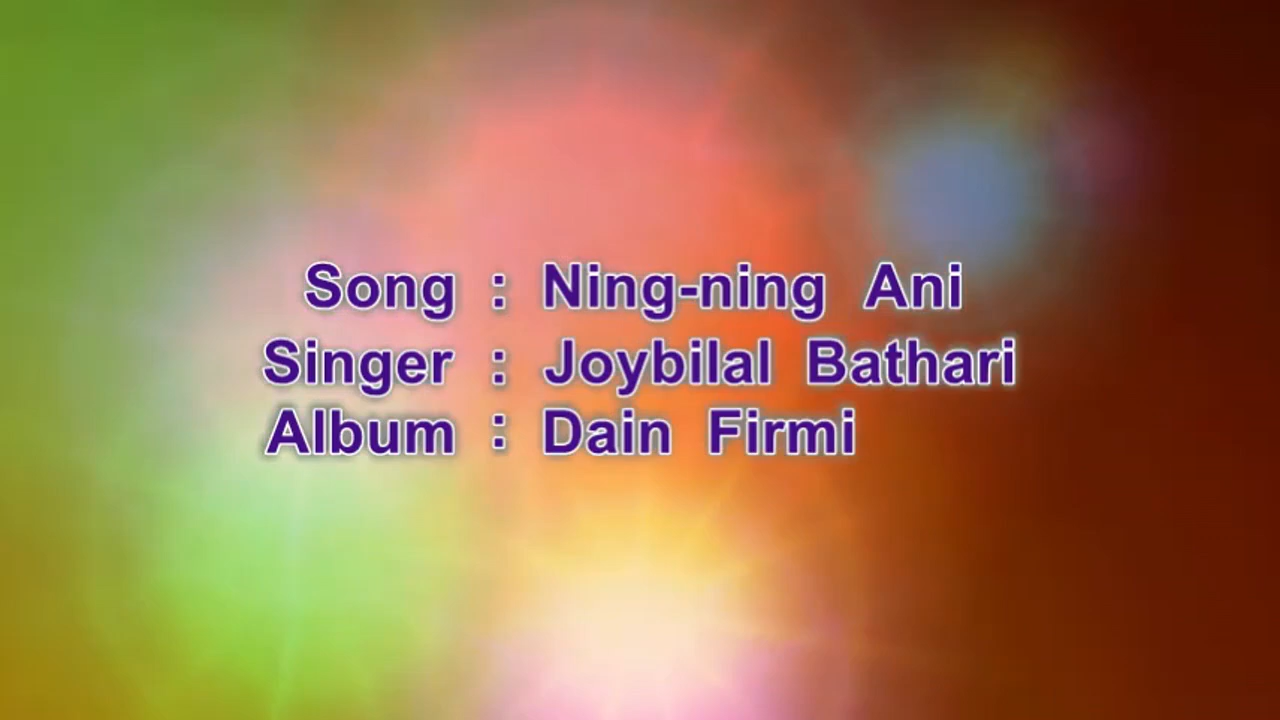 Song : Ning-ning Ani
Singer : Joybilal Bathari
Album : Dain Firmi